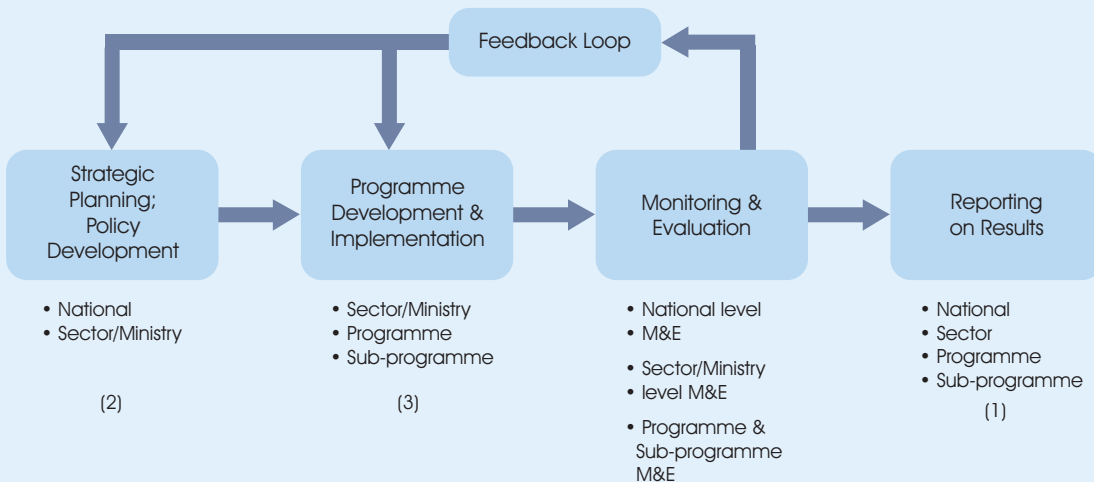 Feedback Loop
Strategic
Planning;
Policy
Development
Programme
Development &
Implementation
Monitoring &
Evaluation
Reporting
on Results
• National
• Sector/Ministry
(2)
• Sector/Ministry
• Programme
• Sub-programme
(3)
• National level
• M&E
• Sector/Ministry
• level M&E
• Programme &
Sub-programme
M&E
• National
• Sector
• Programme
• Sub-programme
(1)